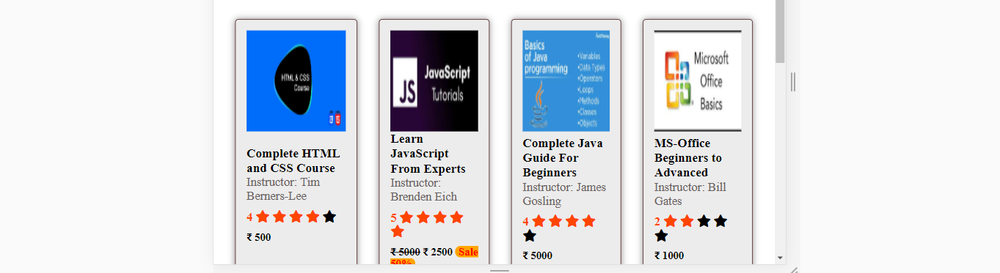 HTML & CSS
Course
Complete HTML
and CSS Course
Instructor: Tim
Berners-Lee
4
₹ 500
JS
JavaScript
Tutorials
Learn
JavaScript
From Experts
Instructor:
Brenden Eich
5
₹ 5000 ₹ 2500 Sale
50%
Basics
of Java
programming
•Variables
•Data Types
•Operators
•Loops
•Methods
•Classes
•Objects
Complete Java
Guide For
Beginners
Instructor: James
Gosling
4
₹ 5000
Microsoft
Office
Basics
MS-Office
Beginners to
Advanced
Instructor: Bill
Gates
2
₹ 1000